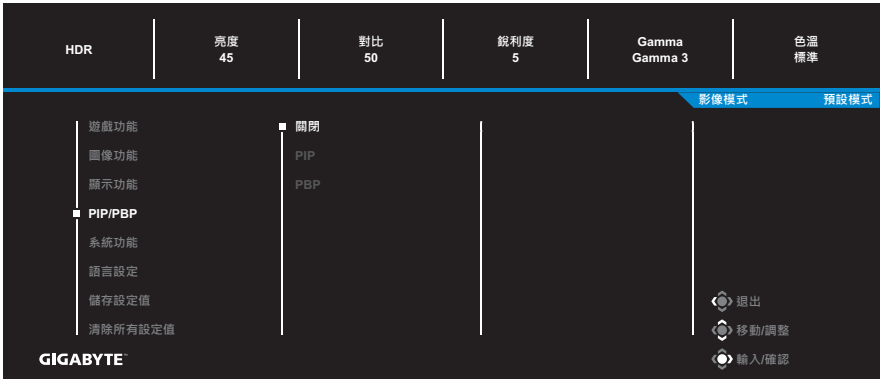 HDR
亮度
45
對比
50
銳利度
5
Gamma
Gamma 3
色溫
標準
影像模式 預設模式
遊戲功能
圖像功能
顯示功能
PIP/PBP
系統功能
語言設定
儲存設定值
清除所有設定值
關閉
PIP
PBP
退出
移動/調整
輸入/確認
GIGABYTE™